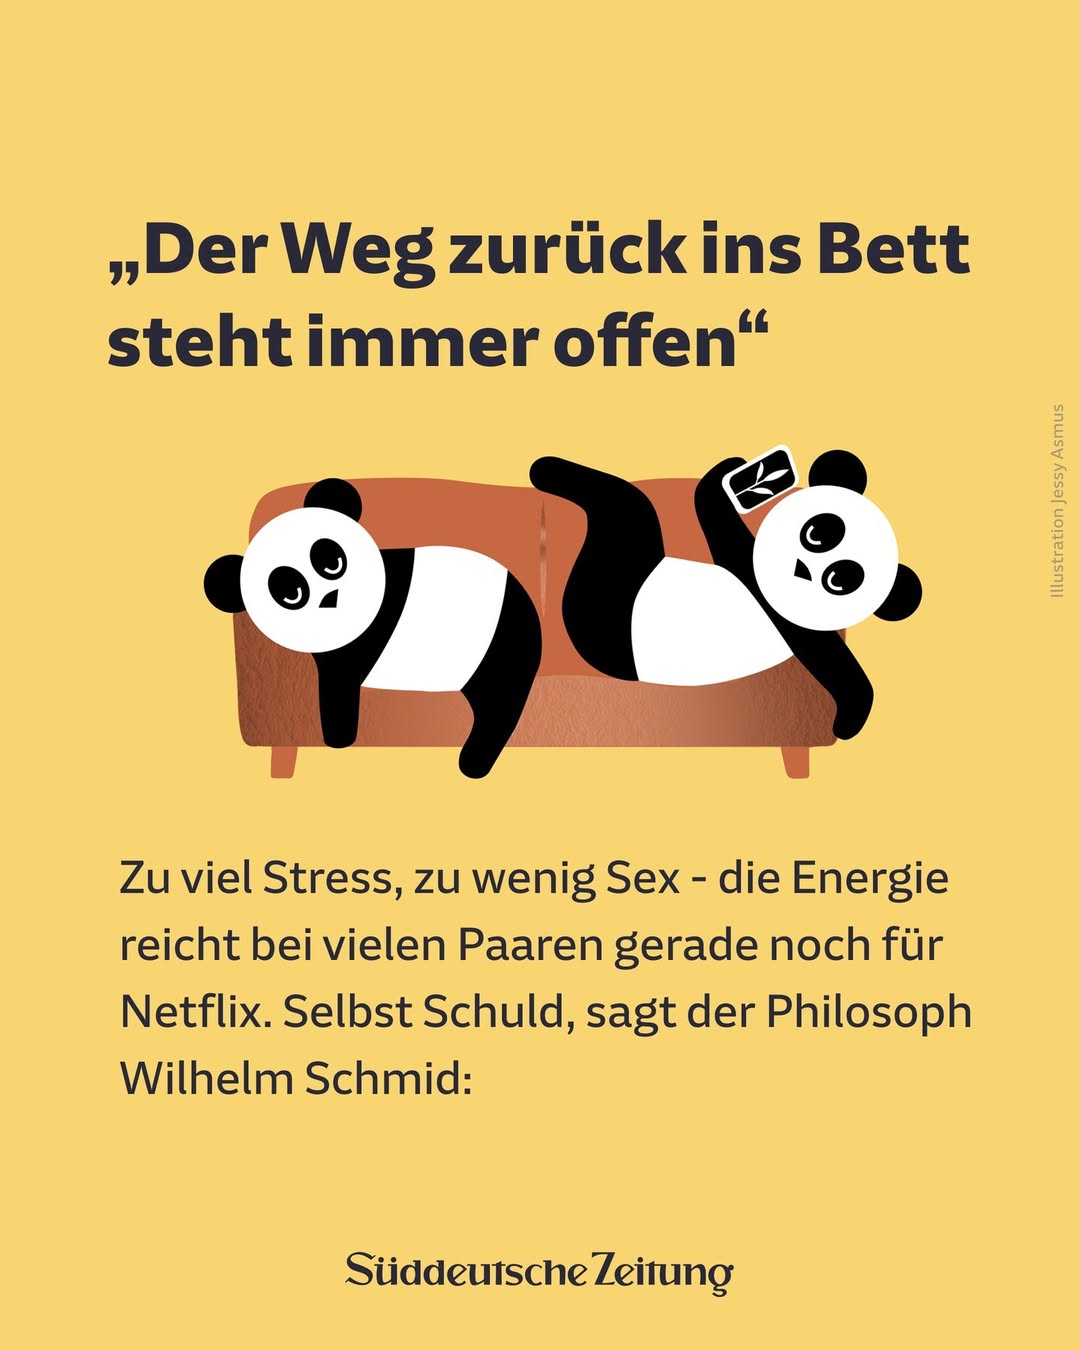 „Der Weg zurück ins Bett
steht immer offen“
Illustration Jessy Asmus
Zu viel Stress, zu wenig Sex - die Energie
reicht bei vielen Paaren gerade noch für
Netflix. Selbst Schuld, sagt der Philosoph
Wilhelm Schmid:
Süddeutsche Zeitung